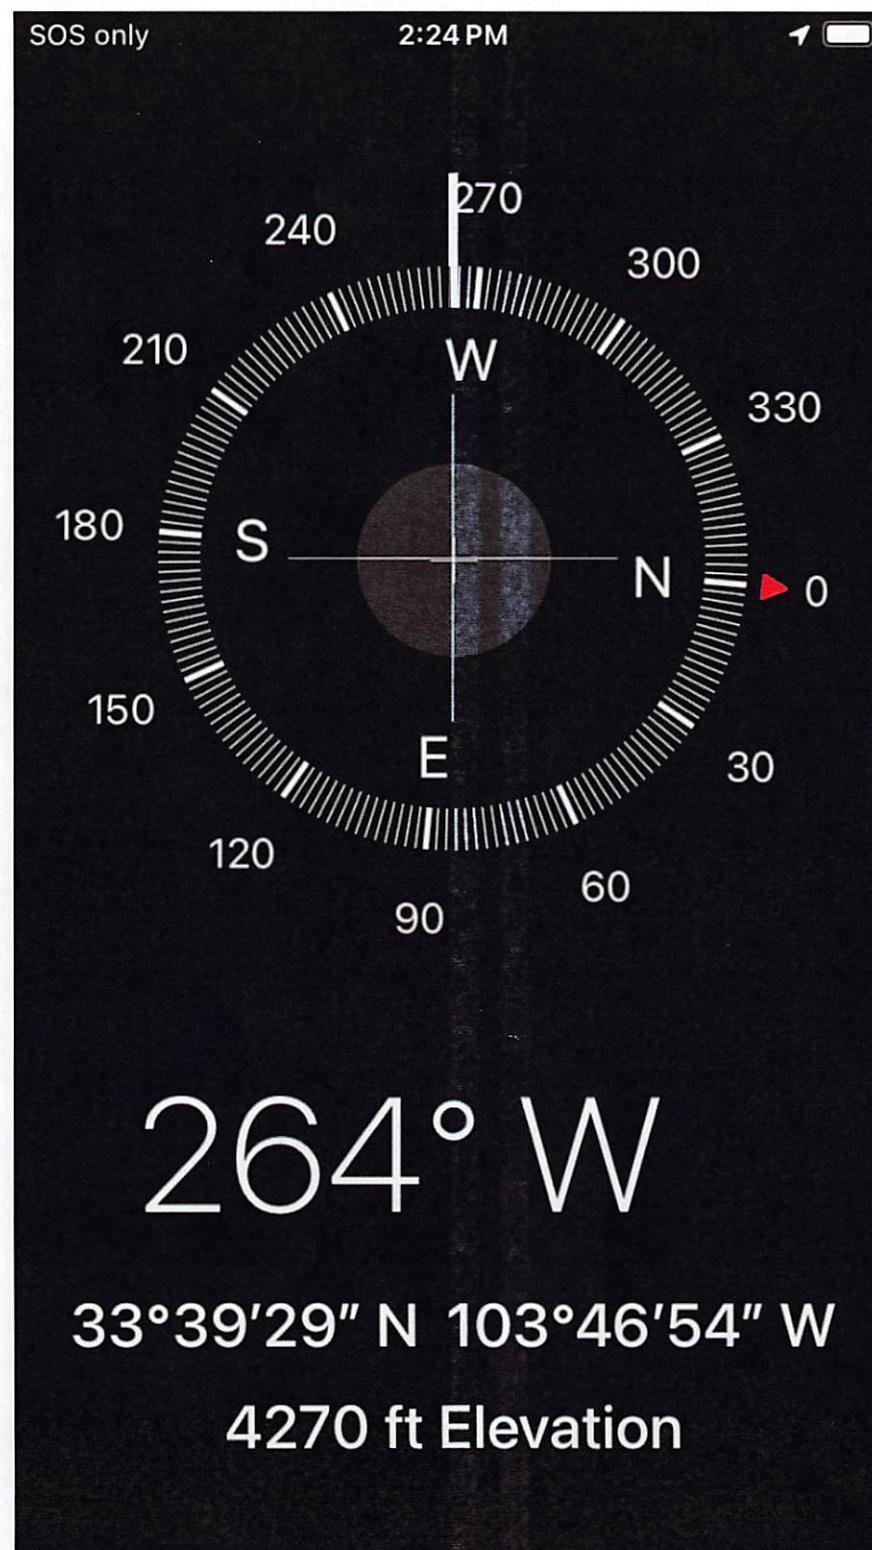 SOS only 2:24 PM
270
240 300
210 W 330
180 S N 0
150 E 30
120 60
90
264° W
33°39′29″ N 103°46′54″ W
4270 ft Elevation